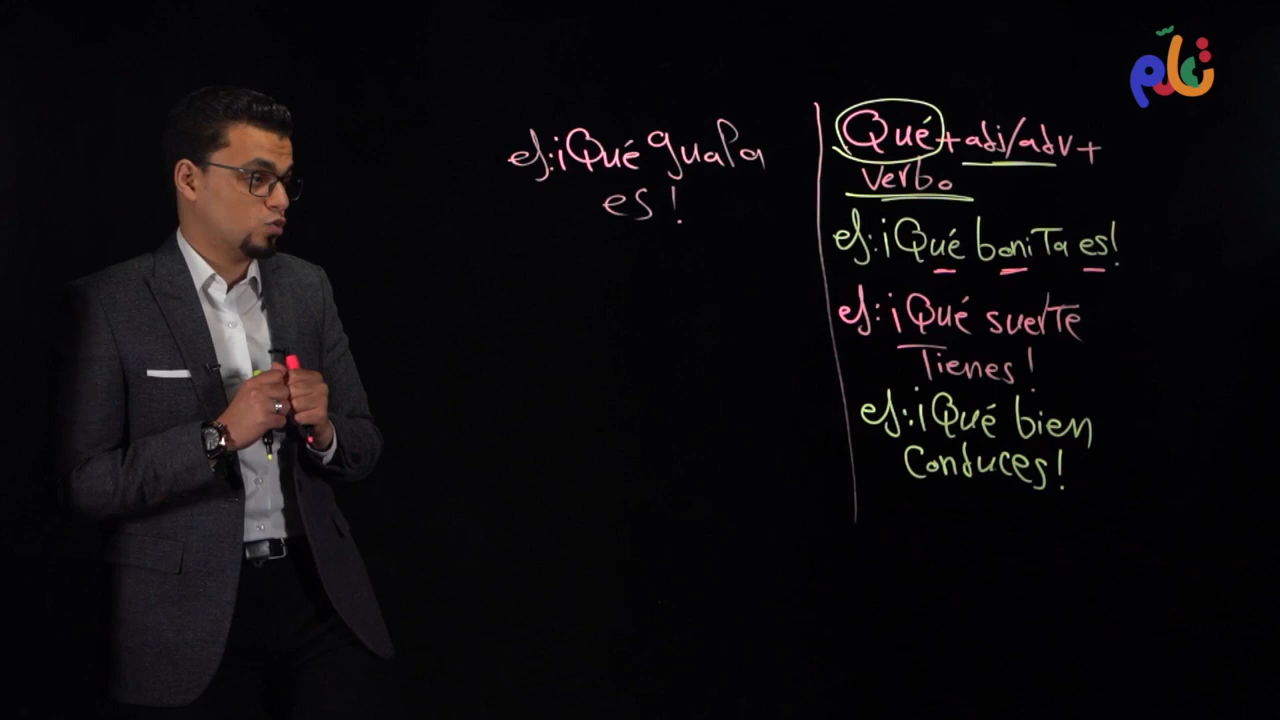 ej: ¡Qué guapa
es!
Qué + adj/adv +
verbo
ej: ¡Qué bonita es!
ej: ¡Qué suerte
Tienes!
ej: ¡Qué bien
conduces!